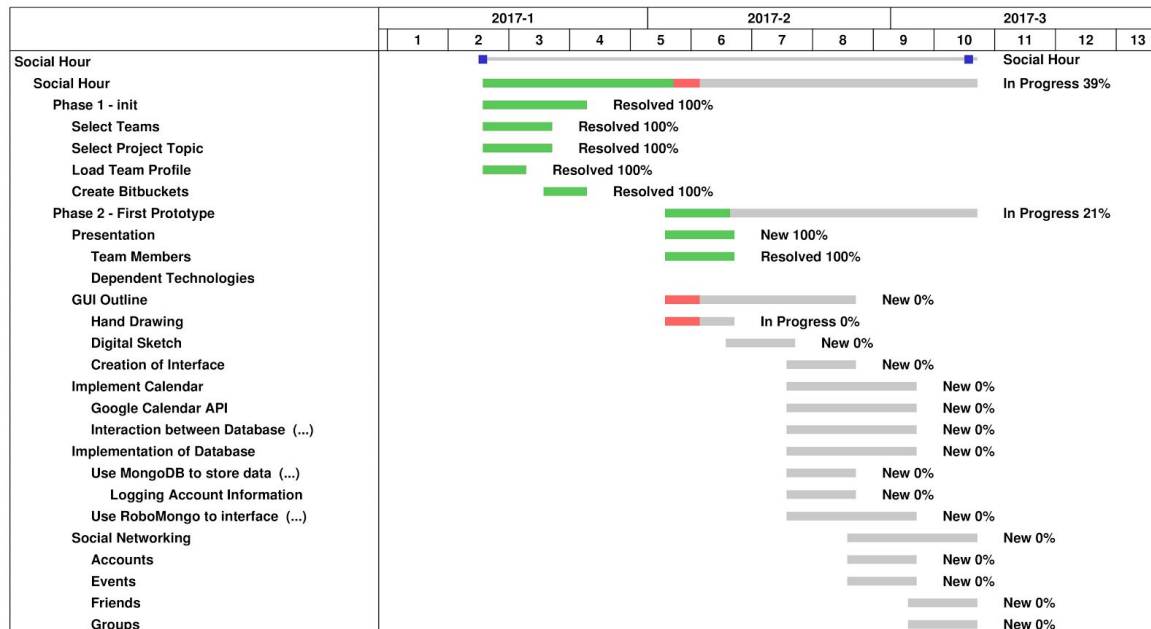 2017-1 2017-2 2017-3
1 2 3 4 5 6 7 8 9 10 11 12 13
Social Hour Social Hour
Social Hour In Progress 39%
Phase 1 - init Resolved 100%
Select Teams Resolved 100%
Select Project Topic Resolved 100%
Load Team Profile Resolved 100%
Create Bitbuckets Resolved 100%
Phase 2 - First Prototype In Progress 21%
Presentation New 100%
Team Members Resolved 100%
Dependent Technologies
GUI Outline New 0%
Hand Drawing In Progress 0%
Digital Sketch New 0%
Creation of Interface New 0%
Implement Calendar New 0%
Google Calendar API New 0%
Interaction between Database (...) New 0%
Implementation of Database New 0%
Use MongoDB to store data (...) New 0%
Logging Account Information New 0%
Use RoboMongo to interface (...) New 0%
Social Networking New 0%
Accounts New 0%
Events New 0%
Friends New 0%
Groups New 0%